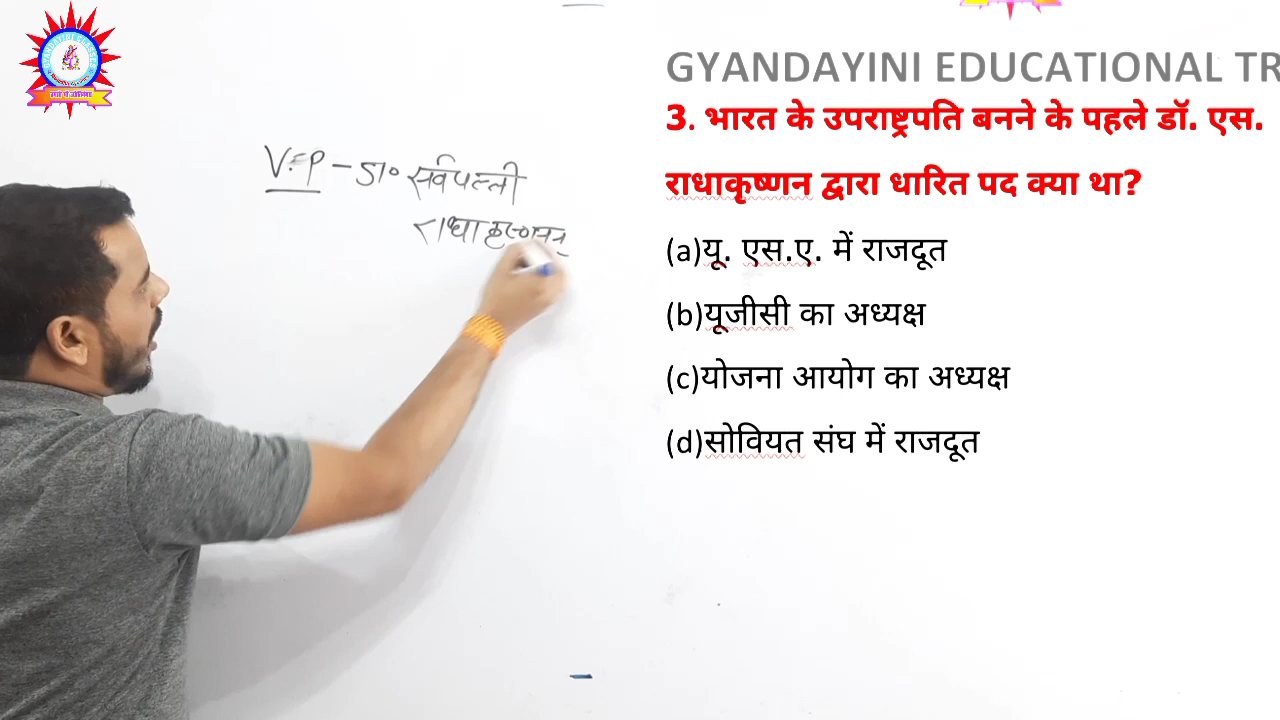 GYANDAYINI EDUCATIONAL TR
3. भारत के उपराष्ट्रपति बनने के पहले डॉ. एस.
राधाकृष्णन द्वारा धारित पद क्या था?
(a)यू. एस.ए. में राजदूत
(b)यूजीसी का अध्यक्ष
(c)योजना आयोग का अध्यक्ष
(d)सोवियत संघ में राजदूत
V.P - डा० सर्वपल्ली
राधाकृष्णन